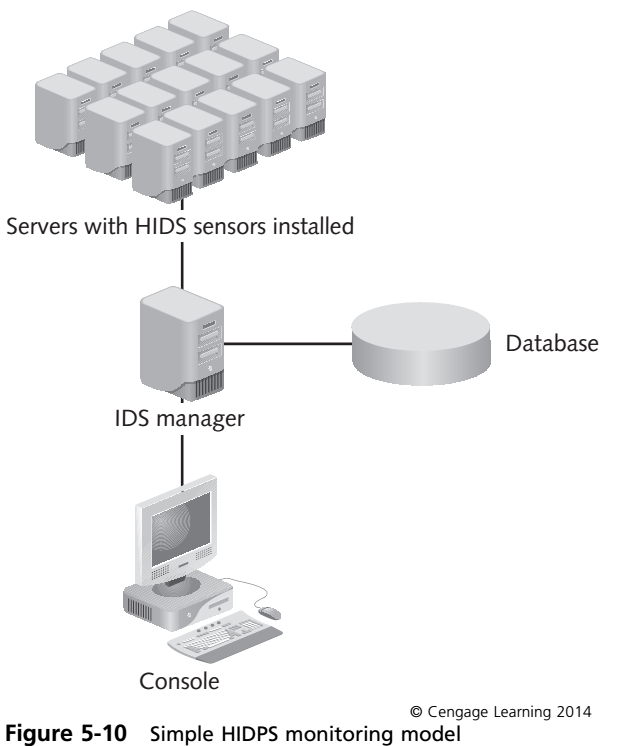 Servers with HIDS sensors installed
Database
IDS manager
Console
© Cengage Learning 2014
Figure 5-10 Simple HIDPS monitoring model